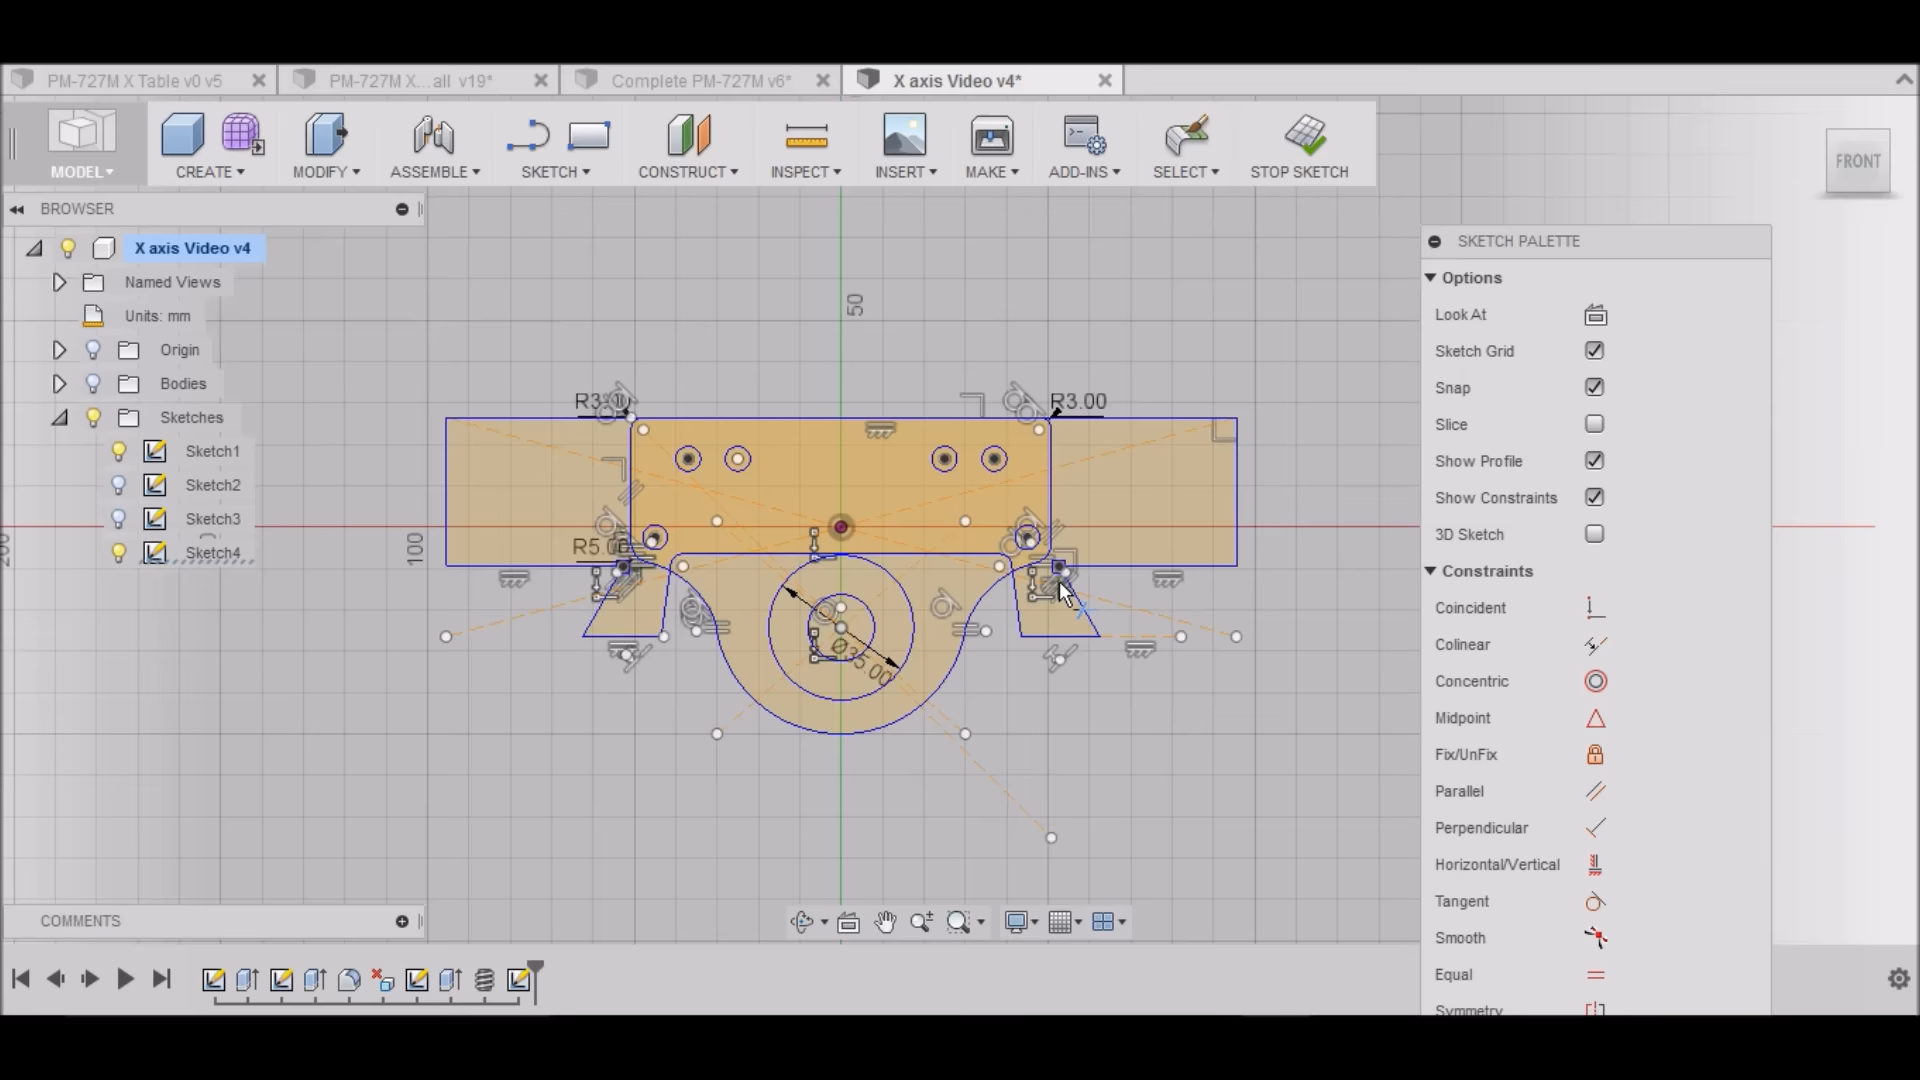 PM-727M X Table v0 v5
PM-727M X...all v19*
Complete PM-727M v6*
X axis Video v4*
MODEL
CREATE
MODIFY
ASSEMBLE
SKETCH
CONSTRUCT
INSPECT
INSERT
MAKE
ADD-INS
SELECT
STOP SKETCH
FRONT
BROWSER
X axis Video v4
Named Views
Units: mm
Origin
Bodies
Sketches
Sketch1
Sketch2
Sketch3
Sketch4
50
100
R3.00
R5.00
Ø35.00
SKETCH PALETTE
Options
Look At
Sketch Grid
Snap
Slice
Show Profile
Show Constraints
3D Sketch
Constraints
Coincident
Colinear
Concentric
Midpoint
Fix/UnFix
Parallel
Perpendicular
Horizontal/Vertical
Tangent
Smooth
Equal
Symmetry
COMMENTS